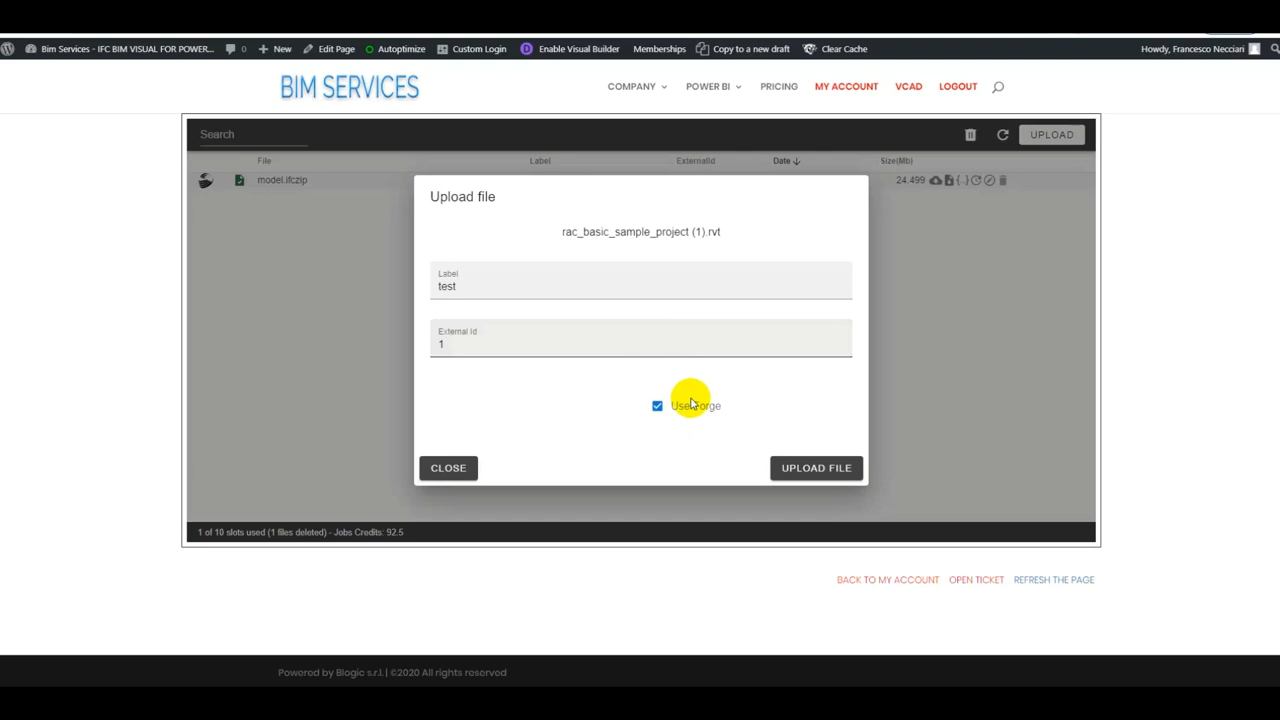 Bim Services - IFC BIM VISUAL FOR POWER... 0 New Edit Page Autoptimize Custom Login Enable Visual Builder Memberships Copy to a new draft Clear Cache Howdy, Francesco Necciari
BIM SERVICES COMPANY POWER BI PRICING MY ACCOUNT VCAD LOGOUT
Search UPLOAD
File Label ExternalId Date Size(Mb)
model.ifczip 24.499
Upload file
rac_basic_sample_project (1).rvt
Label
test
External Id
1
Use Forge
CLOSE UPLOAD FILE
1 of 10 slots used (1 files deleted) - Jobs Credits: 92.5
BACK TO MY ACCOUNT OPEN TICKET REFRESH THE PAGE
Powered by Blogic s.r.l. | ©2020 All rights reserved